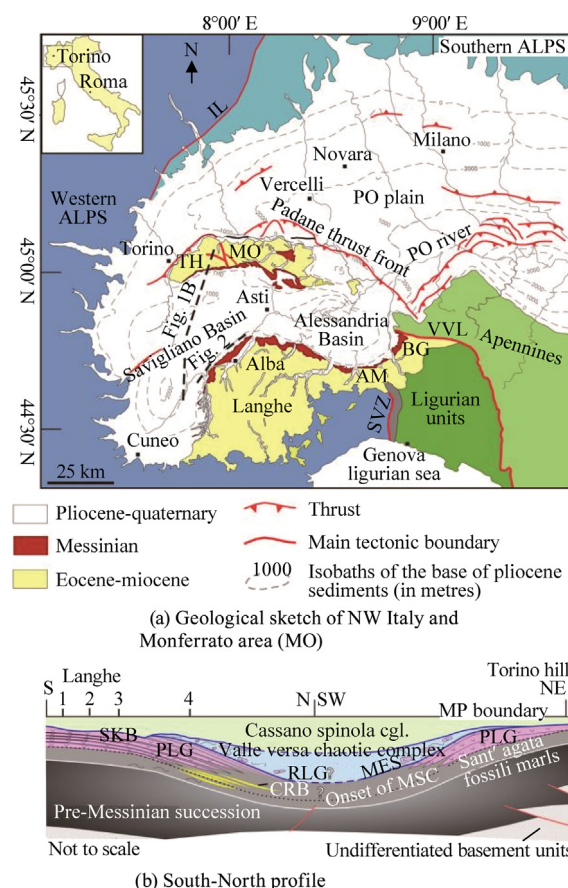 8°00′ E
9°00′ E
Torino
Roma
N
Southern ALPS
45°30′ N
IL
Milano
Novara
Western
ALPS
Vercelli
PO plain
Padane thrust front
PO river
45°00′ N
Torino
TH
MO
Fig. 1B
Asti
Savigliano Basin
Fig. 2
Alessandria
Basin
VVL
Apennines
BG
Alba
AM
Langhe
SVZ
Ligurian
units
44°30′ N
Cuneo
Genova
ligurian sea
25 km
Pliocene-quaternary
Thrust
Messinian
Main tectonic boundary
Eocene-miocene
1000
Isobaths of the base of pliocene
sediments (in metres)
(a) Geological sketch of NW Italy and
Monferrato area (MO)
Langhe
Torino hill
S
1
2
3
4
N
SW
NE
MP boundary
SKB
Cassano spinola cgl.
PLG
PLG
Valle versa chaotic complex
RLG?
MES
Sant' agata
fossili marls
CRB
?
Onset of MSC
Pre-Messinian succession
Not to scale
Undifferentiated basement units
(b) South-North profile